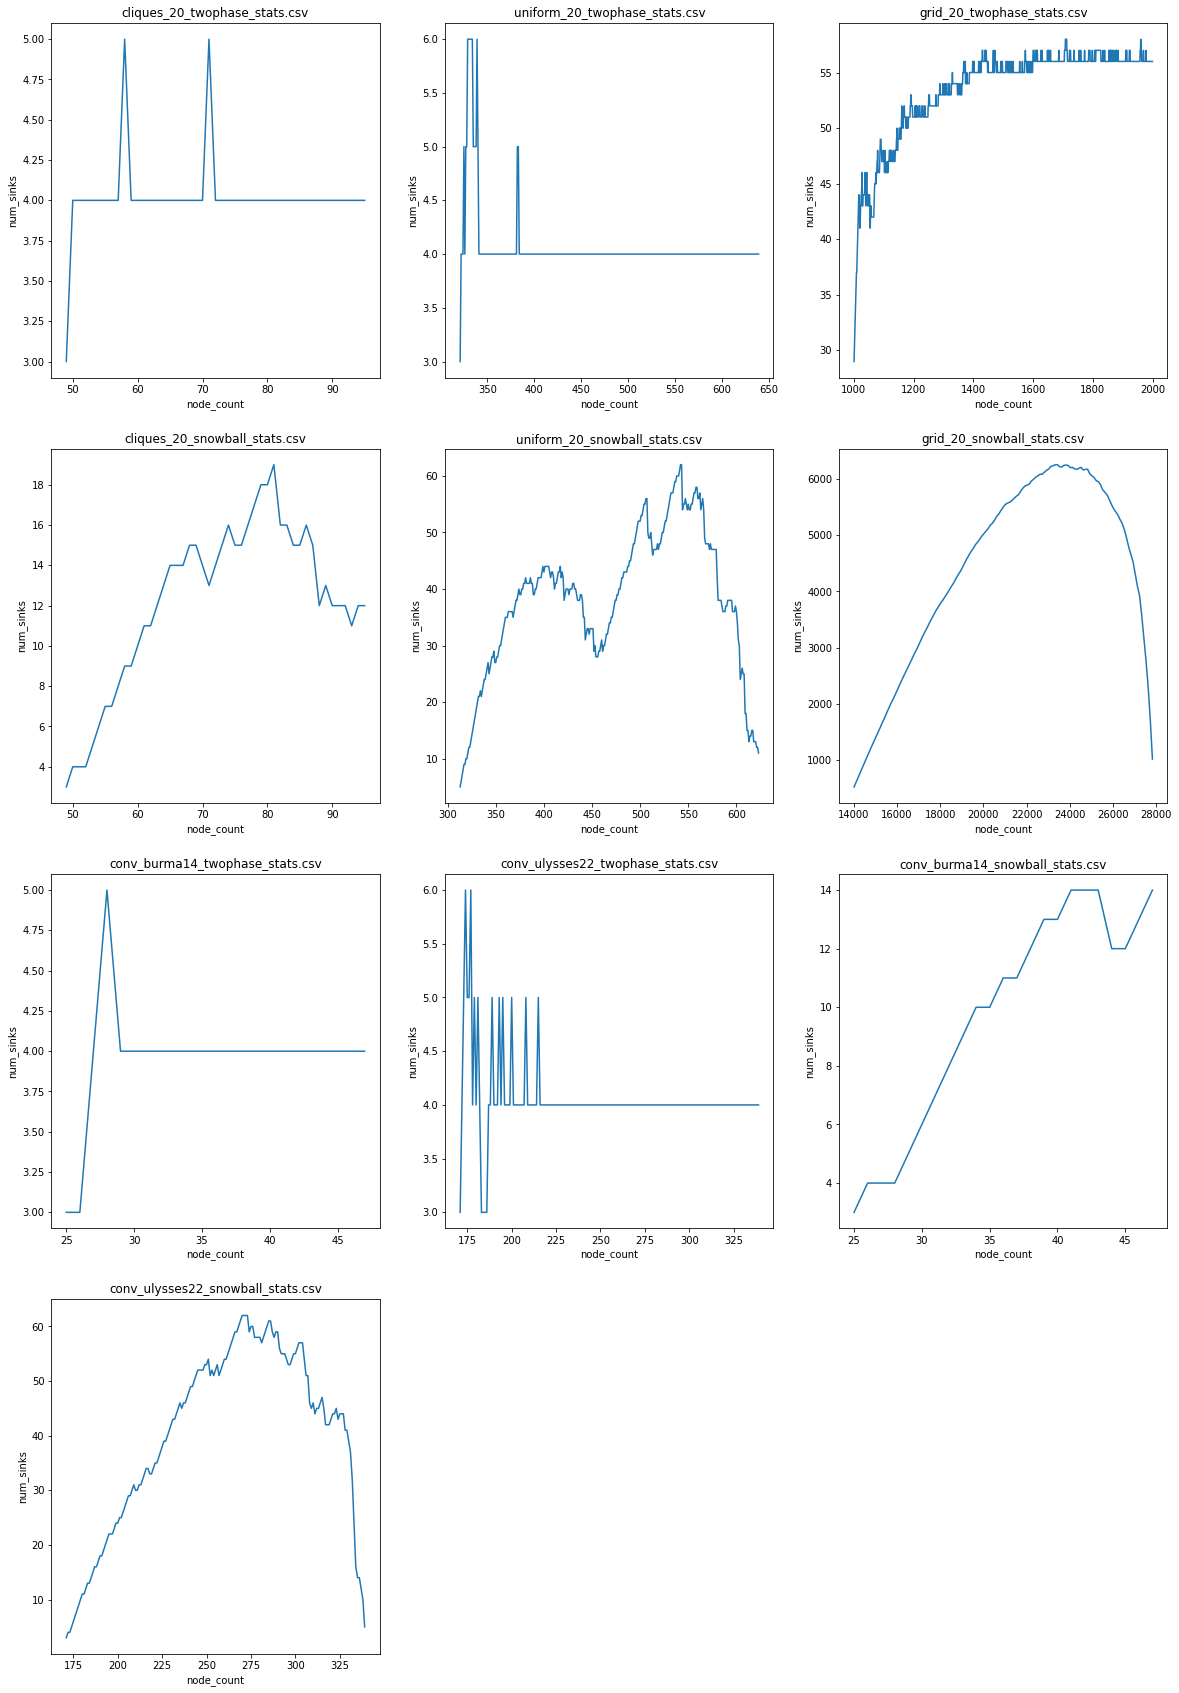 cliques_20_twophase_stats.csv
5.00
4.75
4.50
4.25
4.00
3.75
3.50
3.25
3.00
num_sinks
50 60 70 80 90
node_count
uniform_20_twophase_stats.csv
6.0
5.5
5.0
4.5
4.0
3.5
3.0
num_sinks
350 400 450 500 550 600 650
node_count
grid_20_twophase_stats.csv
55
50
45
40
35
30
num_sinks
1000 1200 1400 1600 1800 2000
node_count
cliques_20_snowball_stats.csv
18
16
14
12
10
8
6
4
num_sinks
50 60 70 80 90
node_count
uniform_20_snowball_stats.csv
60
50
40
30
20
10
num_sinks
300 350 400 450 500 550 600
node_count
grid_20_snowball_stats.csv
6000
5000
4000
3000
2000
1000
num_sinks
14000 16000 18000 20000 22000 24000 26000 28000
node_count
conv_burma14_twophase_stats.csv
5.00
4.75
4.50
4.25
4.00
3.75
3.50
3.25
3.00
num_sinks
25 30 35 40 45
node_count
conv_ulysses22_twophase_stats.csv
6.0
5.5
5.0
4.5
4.0
3.5
3.0
num_sinks
175 200 225 250 275 300 325
node_count
conv_burma14_snowball_stats.csv
14
12
10
8
6
4
num_sinks
25 30 35 40 45
node_count
conv_ulysses22_snowball_stats.csv
60
50
40
30
20
10
num_sinks
175 200 225 250 275 300 325
node_count